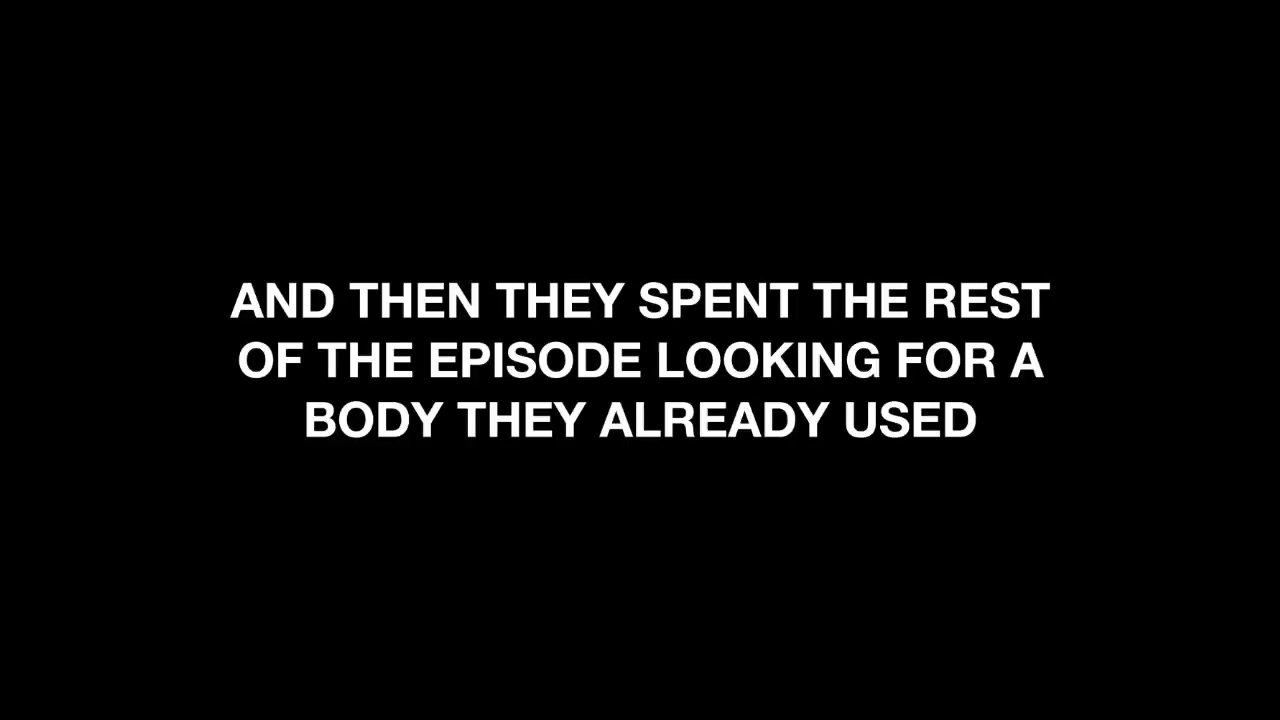 AND THEN THEY SPENT THE REST
OF THE EPISODE LOOKING FOR A
BODY THEY ALREADY USED